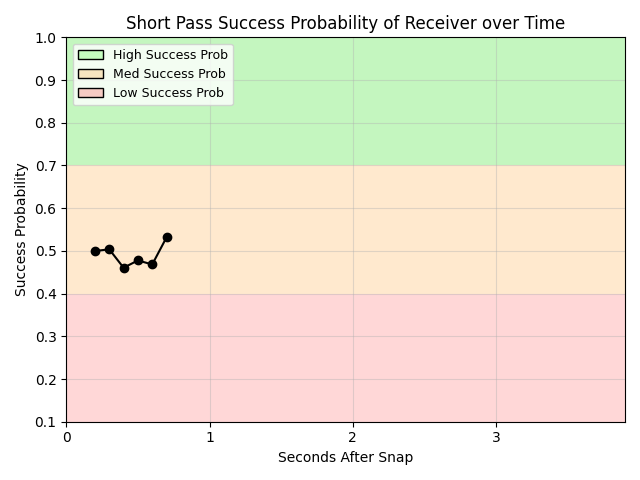 Short Pass Success Probability of Receiver over Time
1.0
0.9
0.8
0.7
0.6
0.5
0.4
0.3
0.2
0.1
Success Probability
High Success Prob
Med Success Prob
Low Success Prob
0 1 2 3
Seconds After Snap